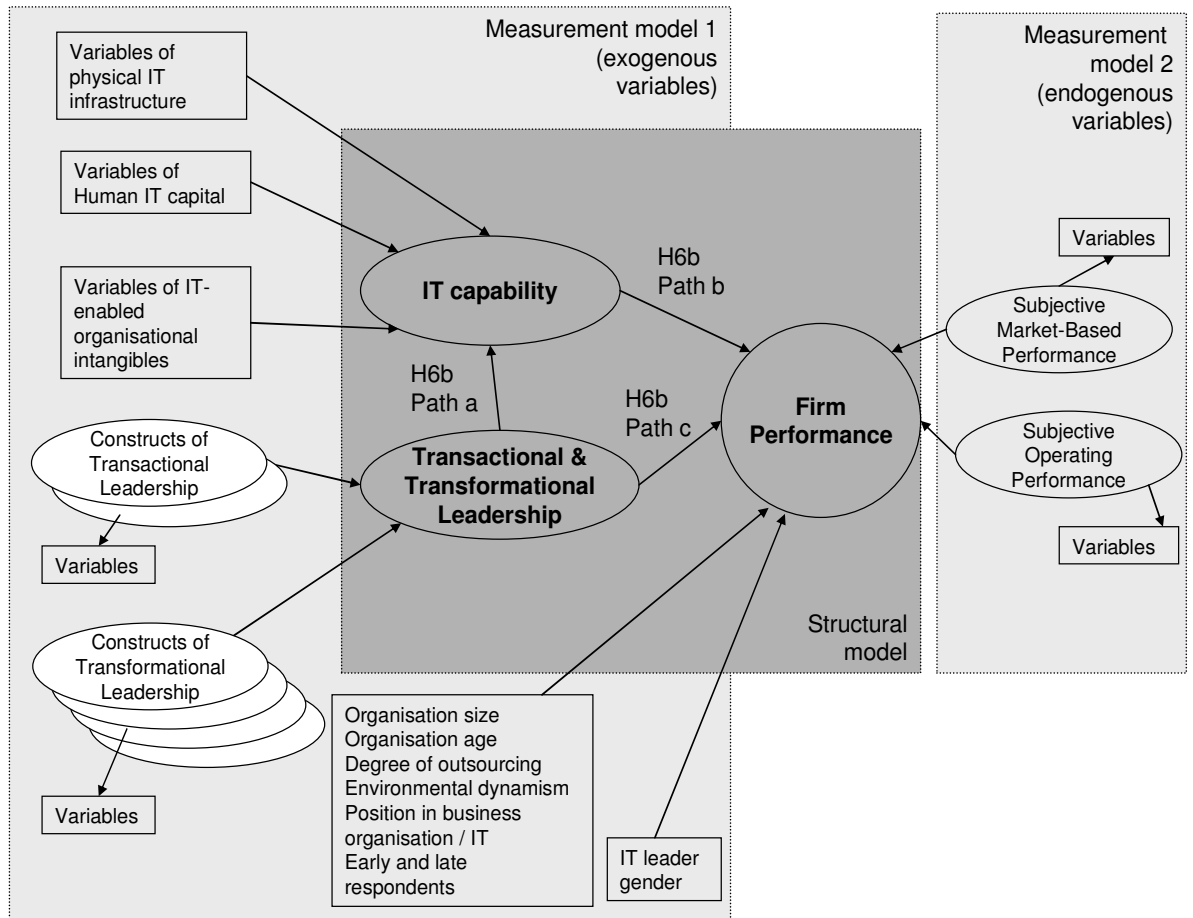 Measurement model 1
(exogenous
variables)
Measurement
model 2
(endogenous
variables)
Variables of
physical IT
infrastructure
Variables of
Human IT capital
Variables of IT-
enabled
organisational
intangibles
IT capability
H6b
Path b
H6b
Path a
H6b
Path c
Firm
Performance
Transactional &
Transformational
Leadership
Constructs of
Transactional
Leadership
Variables
Constructs of
Transformational
Leadership
Variables
Variables
Subjective
Market-Based
Performance
Subjective
Operating
Performance
Variables
Structural
model
Organisation size
Organisation age
Degree of outsourcing
Environmental dynamism
Position in business
organisation / IT
Early and late
respondents
IT leader
gender